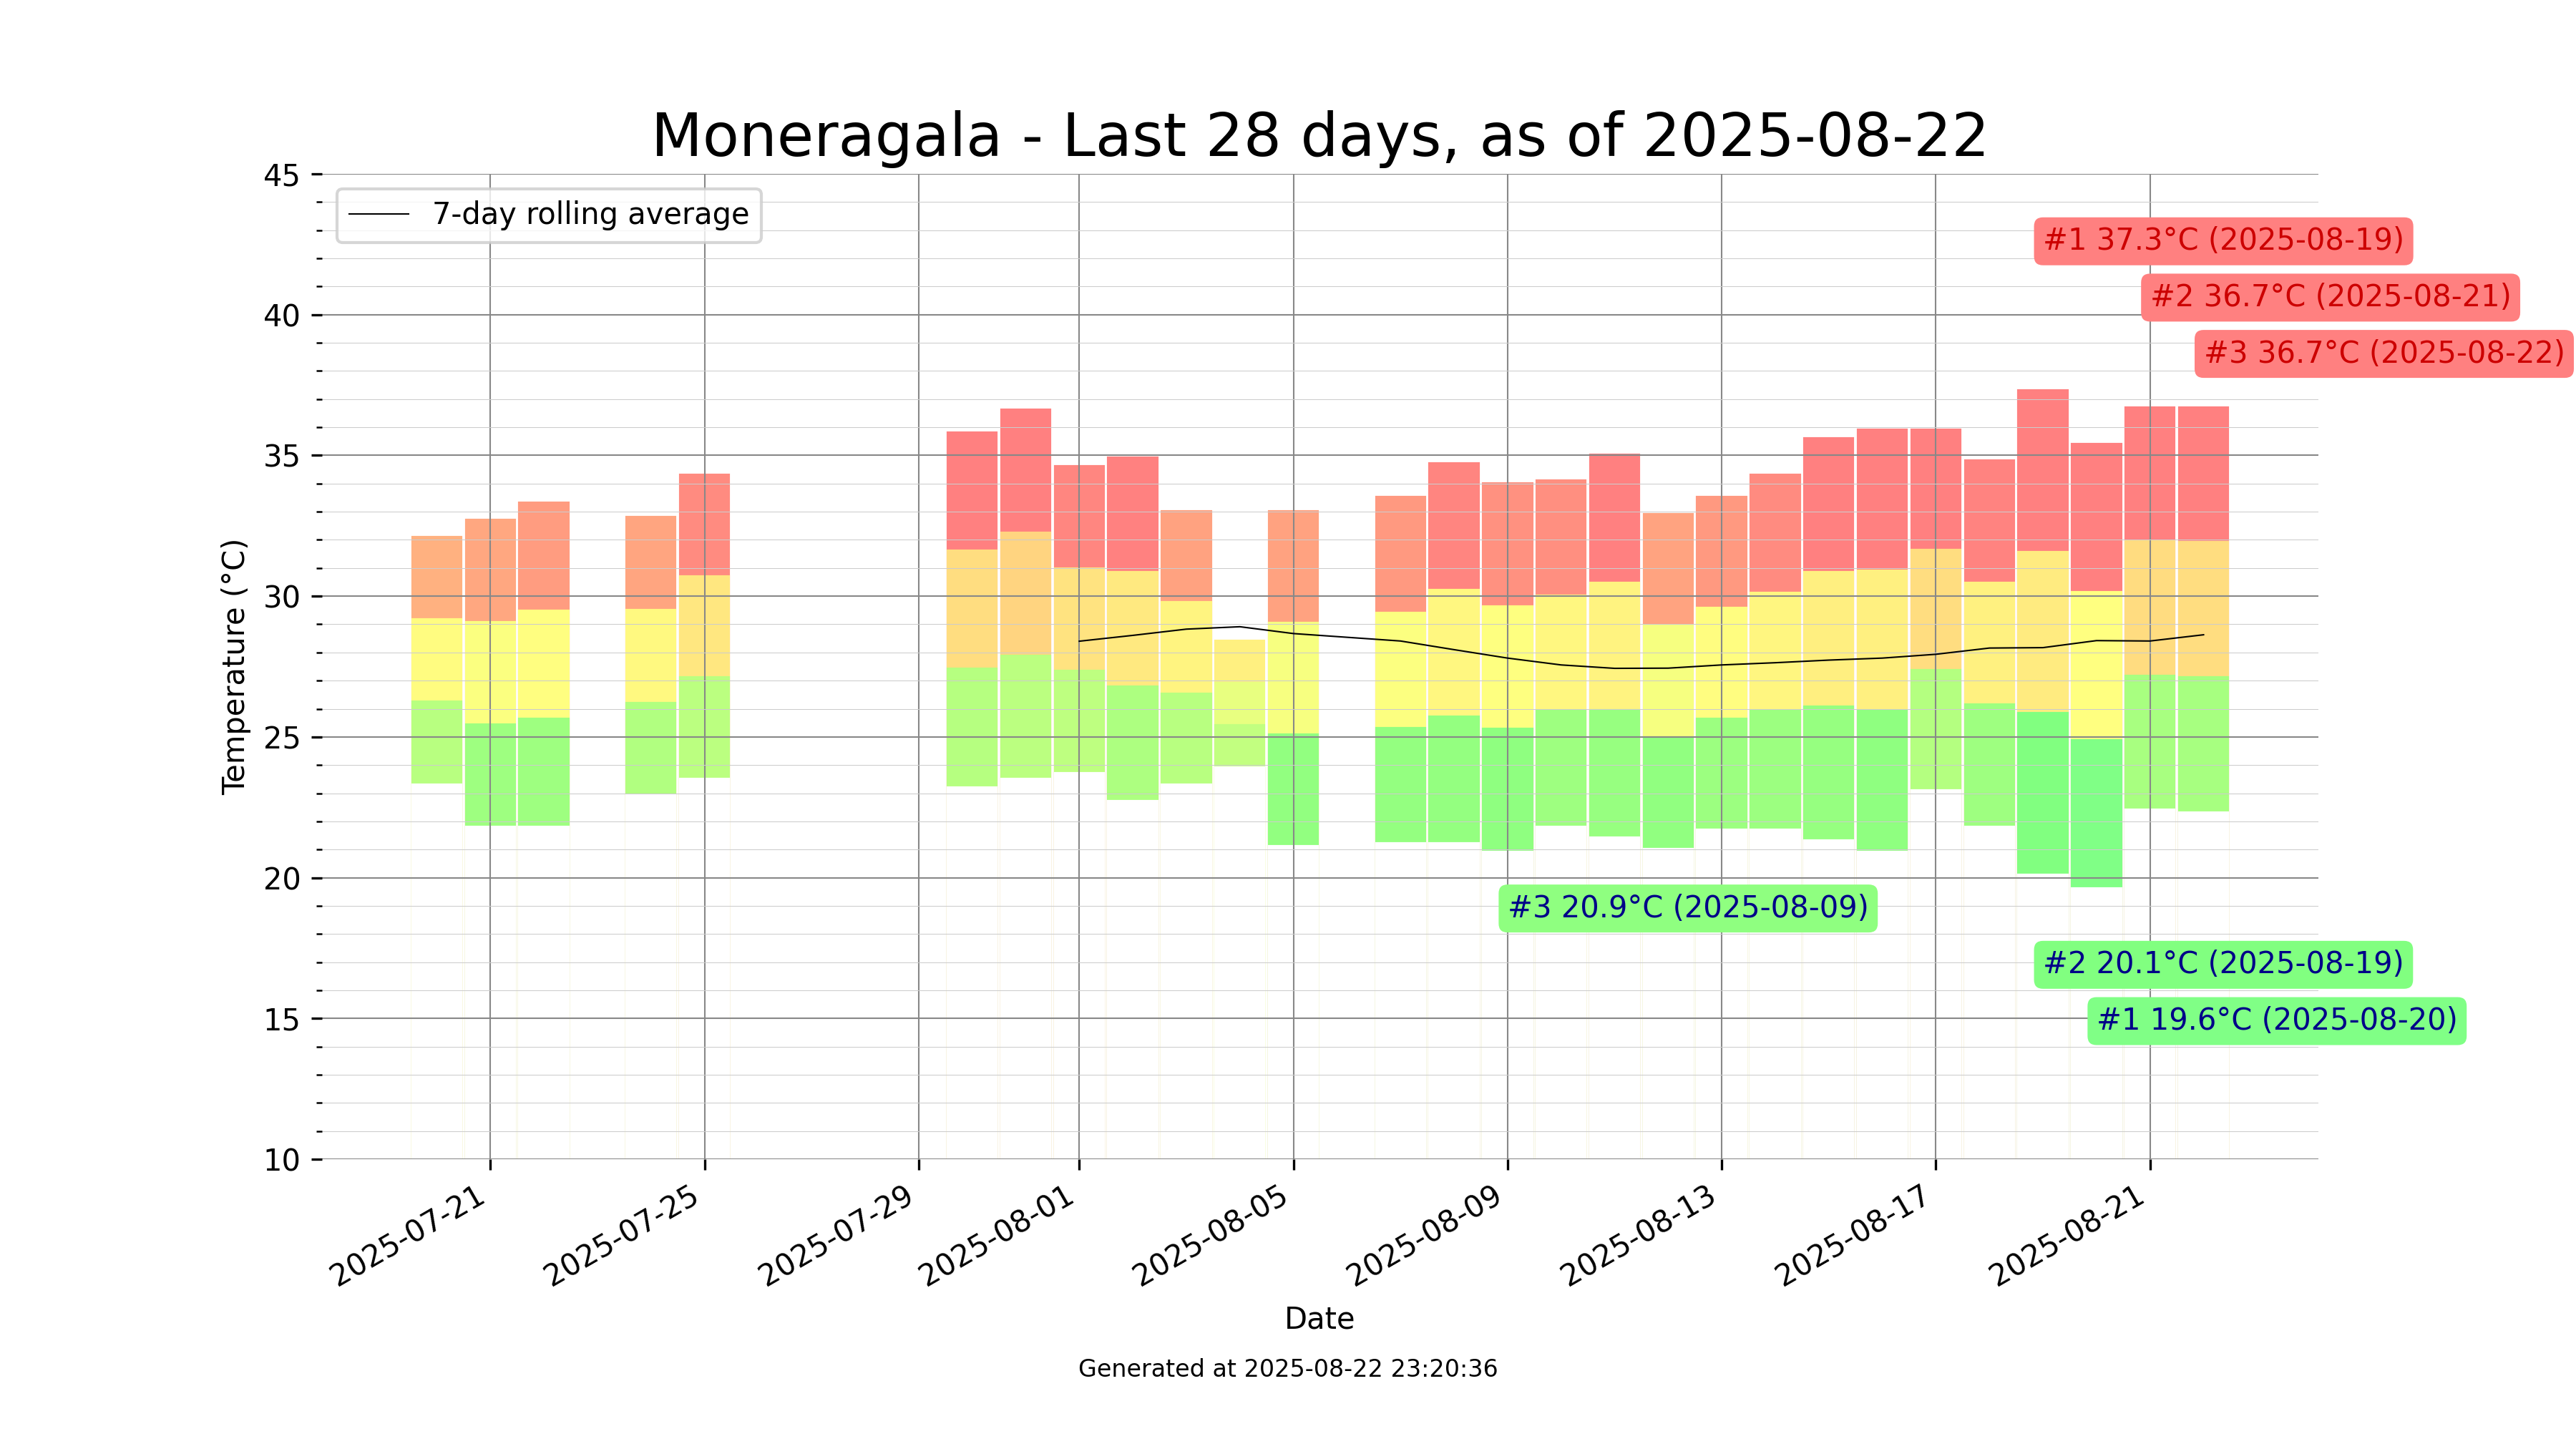 Moneragala - Last 28 days, as of 2025-08-22
45
7-day rolling average
#1 37.3°C (2025-08-19)
#2 36.7°C (2025-08-21)
40
#3 36.7°C (2025-08-22)
35
30
Temperature (°C)
25
20
#3 20.9°C (2025-08-09)
#2 20.1°C (2025-08-19)
15
#1 19.6°C (2025-08-20)
10
2025-07-21
2025-07-25
2025-07-29
2025-08-01
2025-08-05
2025-08-09
2025-08-13
2025-08-17
2025-08-21
Date
Generated at 2025-08-22 23:20:36